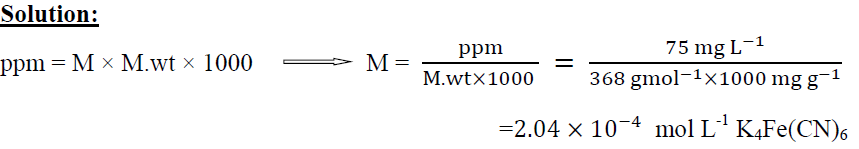 Solution:
ppm = M × M.wt × 1000 ⟹ M = ppm / M.wt×1000 = 75 mg L⁻¹ / 368 gmol⁻¹×1000 mg g⁻¹
=2.04 × 10⁻⁴ mol L⁻¹ K₄Fe(CN)₆